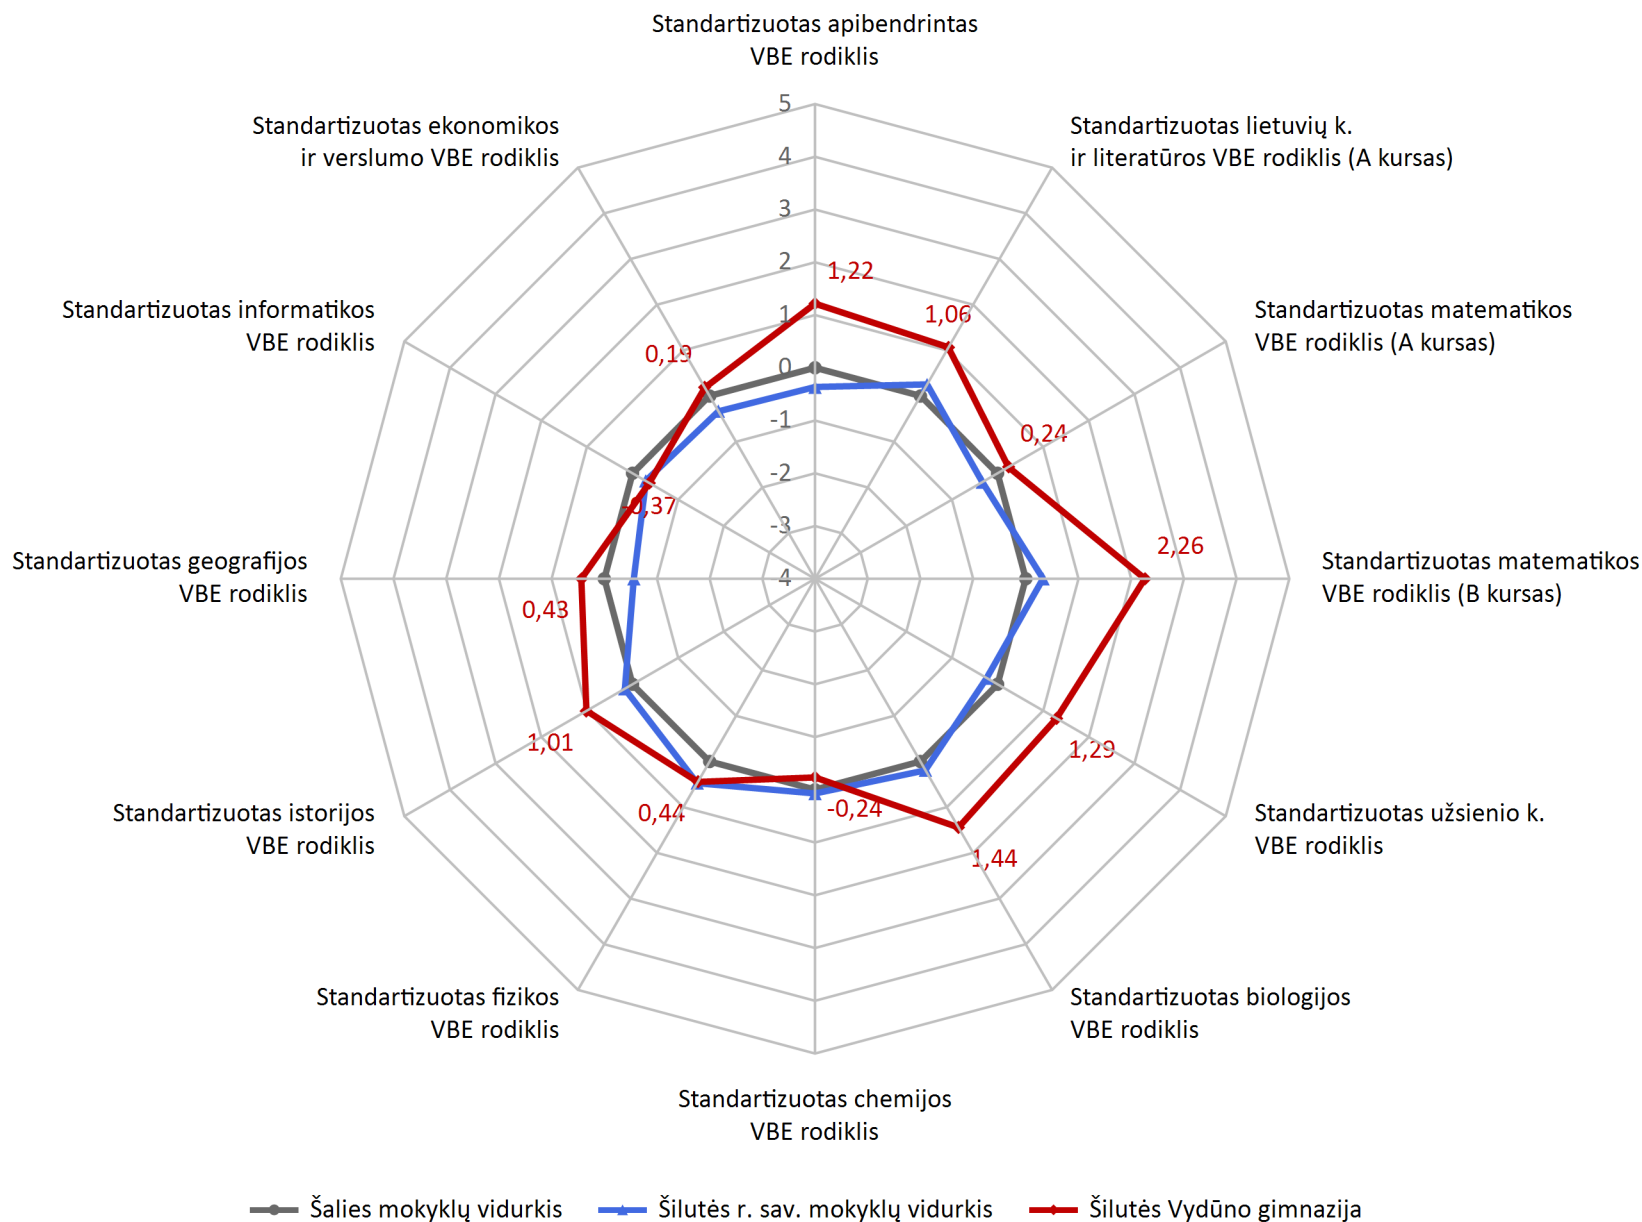 Standartizuotas apibendrintas
VBE rodiklis
Standartizuotas ekonomikos
ir verslumo VBE rodiklis
Standartizuotas lietuvių k.
ir literatūros VBE rodiklis (A kursas)
Standartizuotas informatikos
VBE rodiklis
Standartizuotas matematikos
VBE rodiklis (A kursas)
Standartizuotas geografijos
VBE rodiklis
Standartizuotas matematikos
VBE rodiklis (B kursas)
Standartizuotas istorijos
VBE rodiklis
Standartizuotas užsienio k.
VBE rodiklis
Standartizuotas fizikos
VBE rodiklis
Standartizuotas biologijos
VBE rodiklis
Standartizuotas chemijos
VBE rodiklis
5
4
3
2
1
0
-1
-2
-3
-4
1,22
1,06
0,24
2,26
1,29
1,44
-0,24
0,44
1,01
0,43
-0,37
0,19
Šalies mokyklų vidurkis
Šilutės r. sav. mokyklų vidurkis
Šilutės Vydūno gimnazija